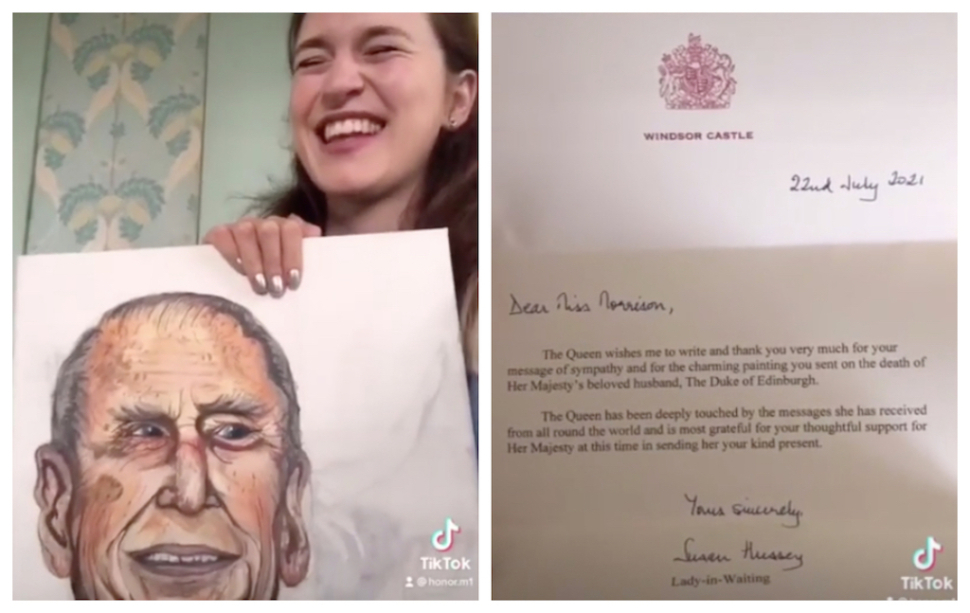 TikTok
@honor.m1
WINDSOR CASTLE
22nd July 2021
Dear Miss Morrison,
The Queen wishes me to write and thank you very much for your
message of sympathy and for the charming painting you sent on the death of
Her Majesty's beloved husband, The Duke of Edinburgh.
The Queen has been deeply touched by the messages she has received
from all round the world and is most grateful for your thoughtful support for
Her Majesty at this time in sending her your kind present.
Yours sincerely,
Susan Hussey
Lady-in-Waiting
TikTok